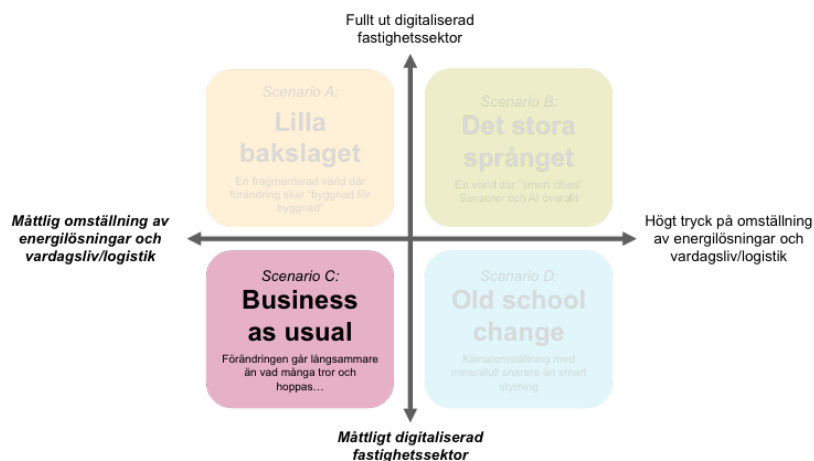 Fullt ut digitaliserad
fastighetssektor
Scenario A:
Lilla
bakslaget
En fragmenterad värld där
förändring sker "byggnad för
byggnad"
Scenario B:
Det stora
språnget
En värld där "smart cities"
Sensorer och AI överallt
Måttlig omställning av
energilösningar och
vardagsliv/logistik
Högt tryck på omställning
av energilösningar och
vardagsliv/logistik
Scenario C:
Business
as usual
Förändringen går långsammare
än vad många tror och
hoppas…
Scenario D:
Old school
change
Klimatomställning med
mineralull snarare än smart
styrning
Måttligt digitaliserad
fastighetssektor